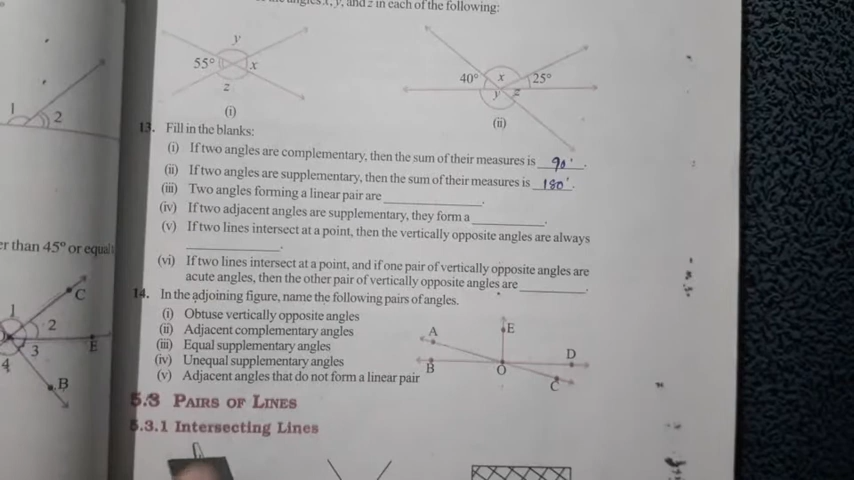 angles x, y, and z in each of the following:
y
55°
x
z
(i)
40°
x
25°
y
z
(ii)
1
2
13. Fill in the blanks:
(i) If two angles are complementary, then the sum of their measures is 90°.
(ii) If two angles are supplementary, then the sum of their measures is 180°.
(iii) Two angles forming a linear pair are ____________.
(iv) If two adjacent angles are supplementary, they form a ____________.
(v) If two lines intersect at a point, then the vertically opposite angles are always
____________.
(vi) If two lines intersect at a point, and if one pair of vertically opposite angles are
acute angles, then the other pair of vertically opposite angles are ____________.
er than 45° or equal
14. In the adjoining figure, name the following pairs of angles.
(i) Obtuse vertically opposite angles
(ii) Adjacent complementary angles
(iii) Equal supplementary angles
(iv) Unequal supplementary angles
(v) Adjacent angles that do not form a linear pair
A
E
B
O
D
C
1
C
2
3
E
4
B
5.3 PAIRS OF LINES
5.3.1 Intersecting Lines